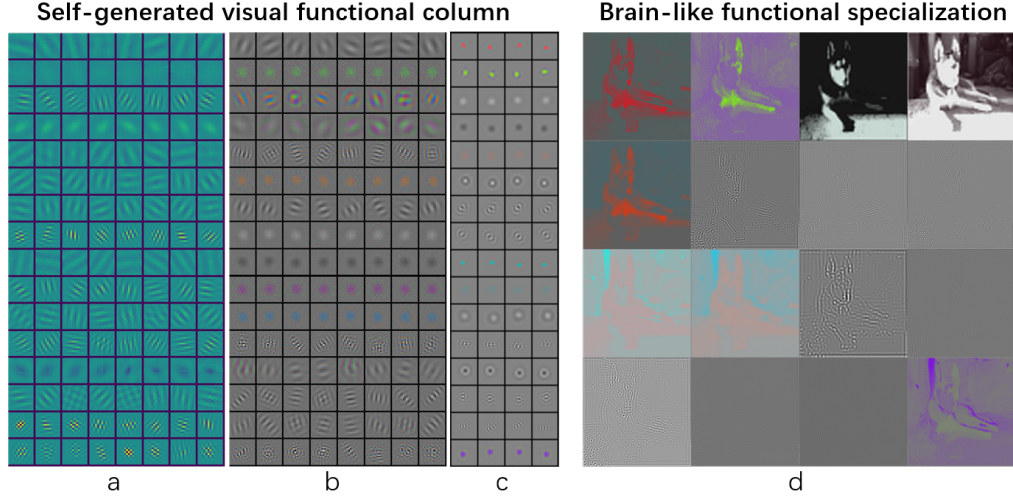 Self-generated visual functional column
Brain-like functional specialization
a
b
c
d